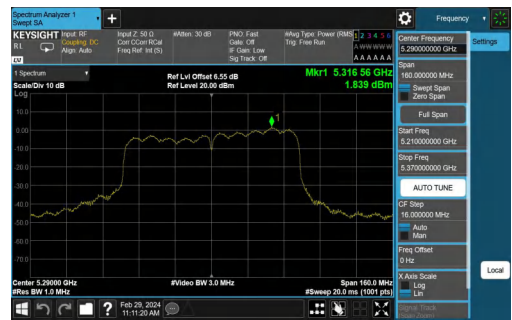 Spectrum Analyzer 1
Swept SA
+
Frequency
KEYSIGHT
RL
LV
Input: RF
Coupling: DC
Align: Auto
Input Z: 50 Ω
Corr CCorr RCal
Freq Ref: Int (S)
#Atten: 30 dB
PNO: Fast
Gate: Off
IF Gain: Low
Sig Track: Off
#Avg Type: Power (RMS
Trig: Free Run
1 2 3 4 5 6
A W W W W W
A A A A A A
1 Spectrum
Scale/Div 10 dB
Log
Ref Lvl Offset 6.55 dB
Ref Level 20.00 dBm
Mkr1 5.316 56 GHz
1.839 dBm
1
10.0
0.00
-10.0
-20.0
-30.0
-40.0
-50.0
-60.0
-70.0
Center 5.29000 GHz
#Res BW 1.0 MHz
#Video BW 3.0 MHz
Span 160.0 MHz
#Sweep 20.0 ms (1001 pts)
Center Frequency
5.290000000 GHz
Span
160.000000 MHz
Swept Span
Zero Span
Full Span
Start Freq
5.210000000 GHz
Stop Freq
5.370000000 GHz
AUTO TUNE
CF Step
16.000000 MHz
Auto
Man
Freq Offset
0 Hz
X Axis Scale
Log
Lin
Signal Track
(Span Zoom)
Settings
Local
?
Feb 29, 2024
11:11:20 AM